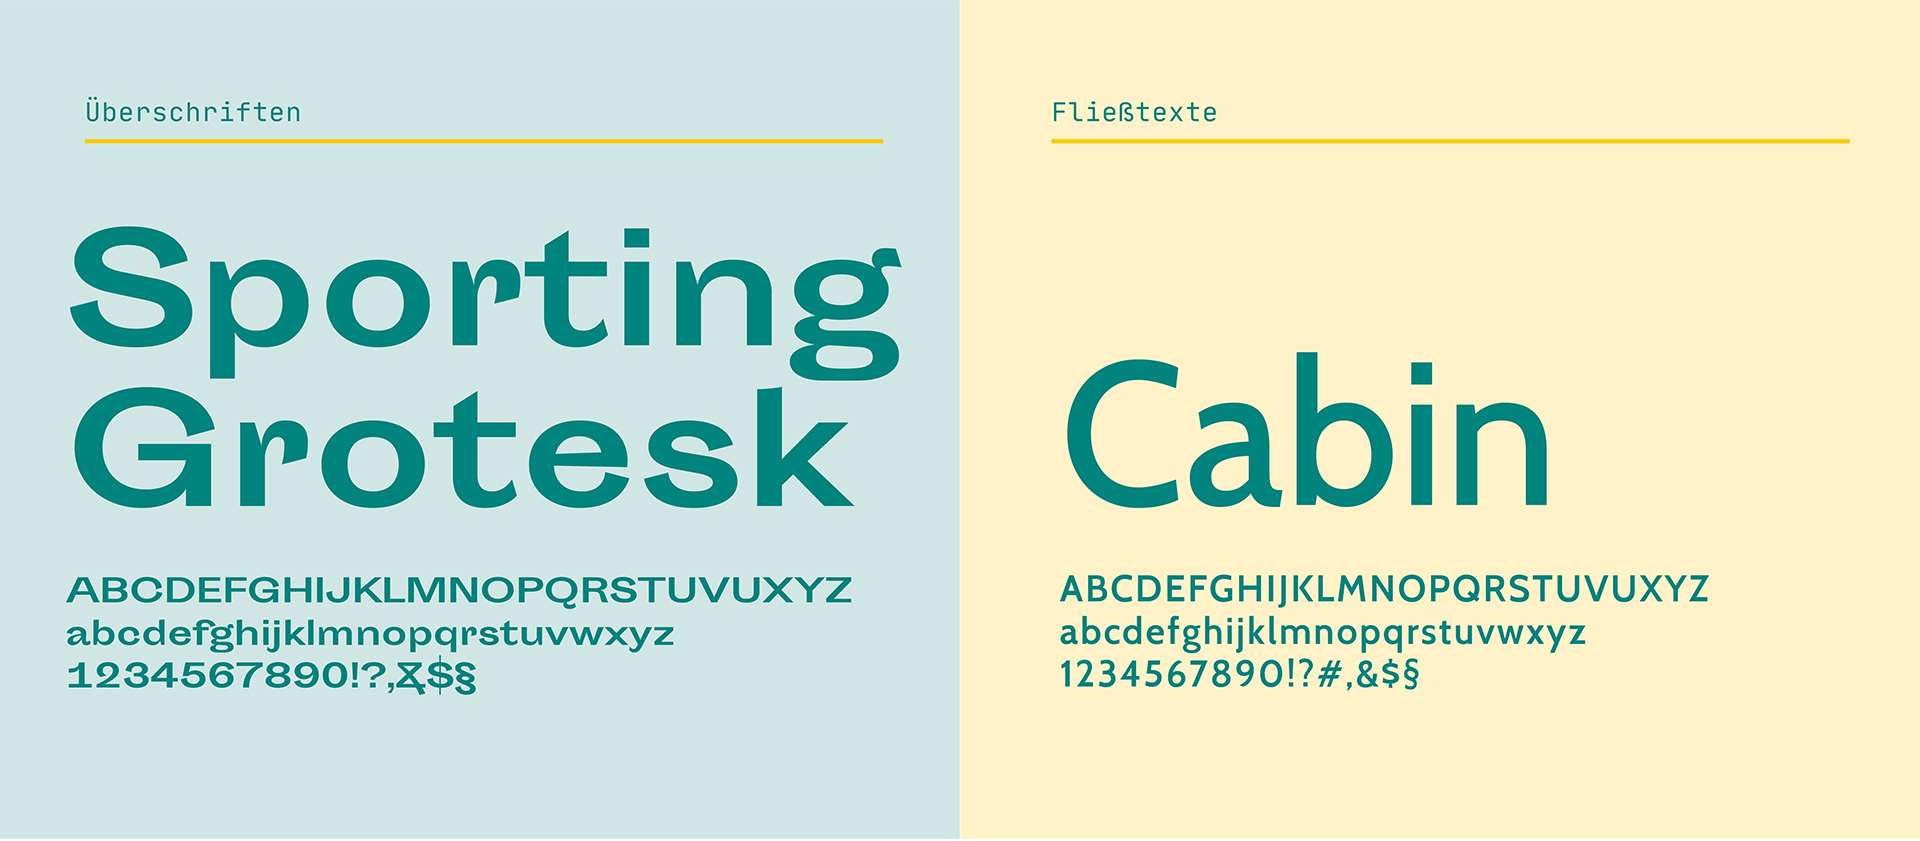 Überschriften
Sporting
Grotesk
ABCDEFGHIJKLMNOPQRSTUVUXYZ
abcdefghijklmnopqrstuvwxyz
1234567890!?,&$§
Fließtexte
Cabin
ABCDEFGHIJKLMNOPQRSTUVUXYZ
abcdefghijklmnopqrstuvwxyz
1234567890!?#,&$§